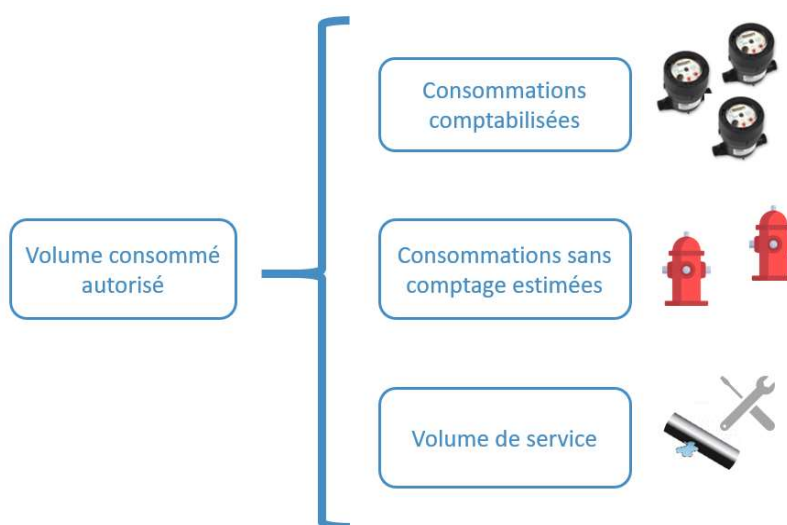 Consommations
comptabilisées
Volume consommé
autorisé
Consommations sans
comptage estimées
Volume de service